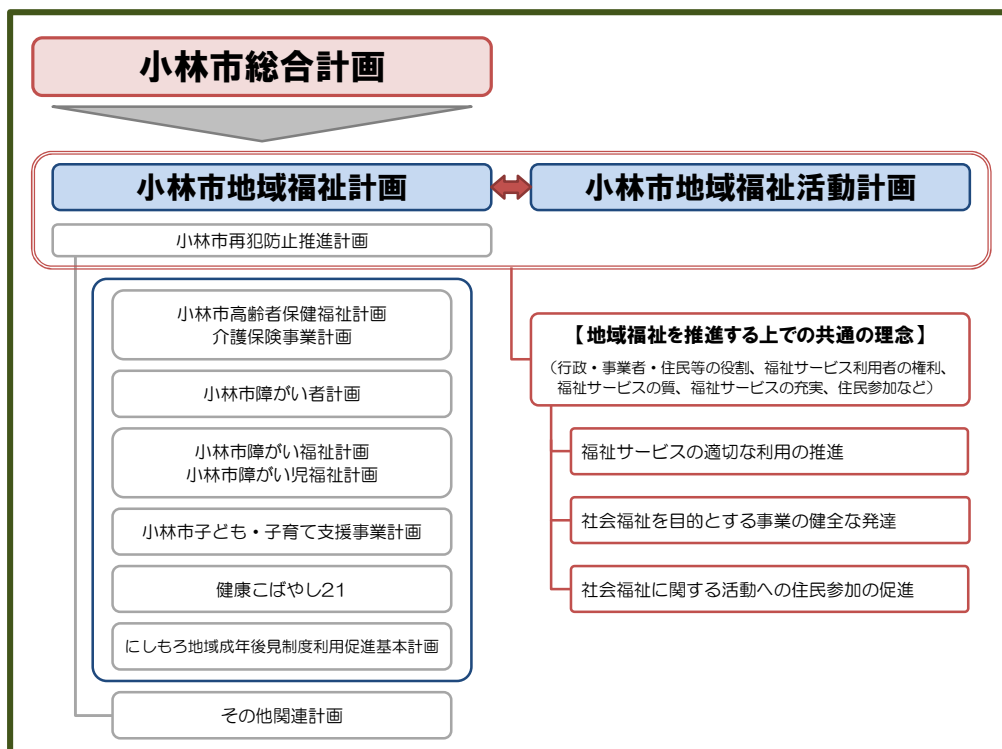 小林市総合計画
小林市地域福祉計画
小林市地域福祉活動計画
小林市再犯防止推進計画
小林市高齢者保健福祉計画
介護保険事業計画
小林市障がい者計画
小林市障がい福祉計画
小林市障がい児福祉計画
小林市子ども・子育て支援事業計画
健康こばやし21
にしもろ地域成年後見制度利用促進基本計画
その他関連計画
【地域福祉を推進する上での共通の理念】
（行政・事業者・住民等の役割、福祉サービス利用者の権利、
福祉サービスの質、福祉サービスの充実、住民参加など）
福祉サービスの適切な利用の推進
社会福祉を目的とする事業の健全な発達
社会福祉に関する活動への住民参加の促進